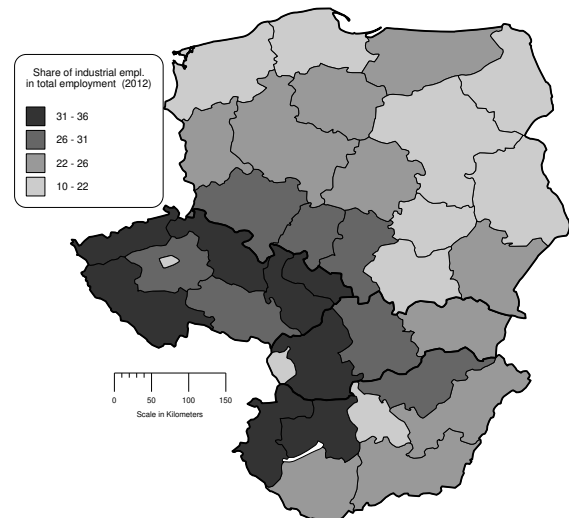 Share of industrial empl.
in total employment (2012)
31 - 36
26 - 31
22 - 26
10 - 22
0 50 100 150
Scale in Kilometers